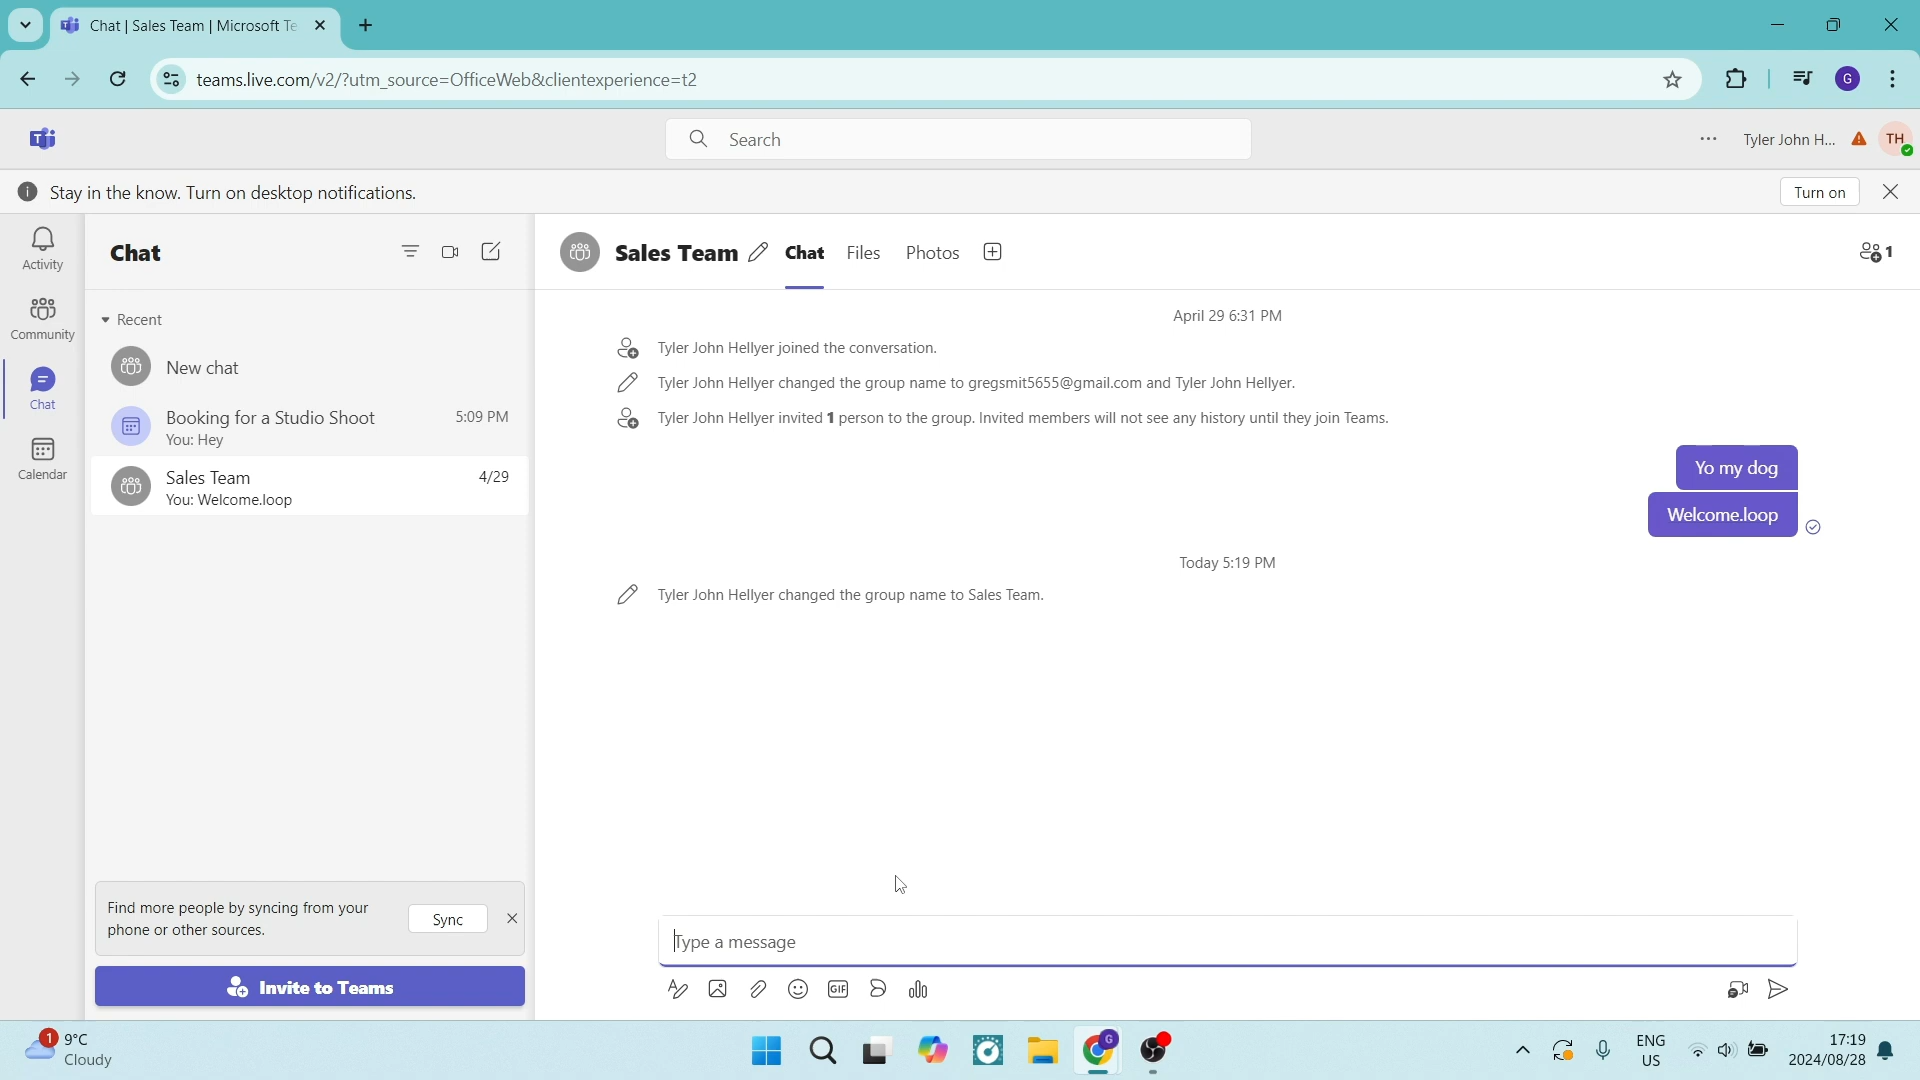 Chat | Sales Team | Microsoft Te
teams.live.com/v2/?utm_source=OfficeWeb&clientexperience=t2
G
Search
Tyler John H...
TH
Stay in the know. Turn on desktop notifications.
Turn on
Activity
Community
Chat
Calendar
Chat
Recent
New chat
Booking for a Studio Shoot
5:09 PM
You: Hey
Sales Team
4/29
You: Welcome.loop
Find more people by syncing from your
phone or other sources.
Sync
Invite to Teams
Sales Team
Chat
Files
Photos
1
April 29 6:31 PM
Tyler John Hellyer joined the conversation.
Tyler John Hellyer changed the group name to gregsmit5655@gmail.com and Tyler John Hellyer.
Tyler John Hellyer invited 1 person to the group. Invited members will not see any history until they join Teams.
Yo my dog
Welcome.loop
Today 5:19 PM
Tyler John Hellyer changed the group name to Sales Team.
Type a message
GIF
1
9°C
Cloudy
G
ENG
US
17:19
2024/08/28